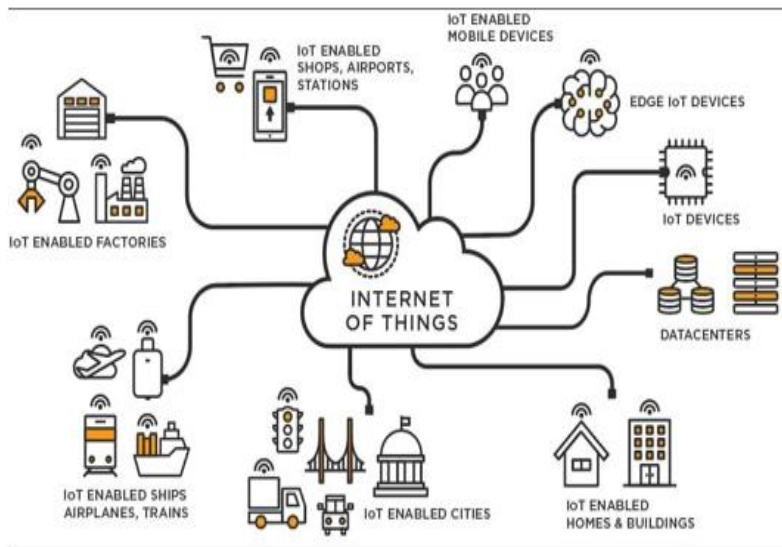 IoT ENABLED
MOBILE DEVICES
IoT ENABLED
SHOPS, AIRPORTS,
STATIONS
EDGE IoT DEVICES
IoT DEVICES
IoT ENABLED FACTORIES
INTERNET
OF THINGS
DATACENTERS
IoT ENABLED SHIPS
AIRPLANES, TRAINS
IoT ENABLED CITIES
IoT ENABLED
HOMES & BUILDINGS